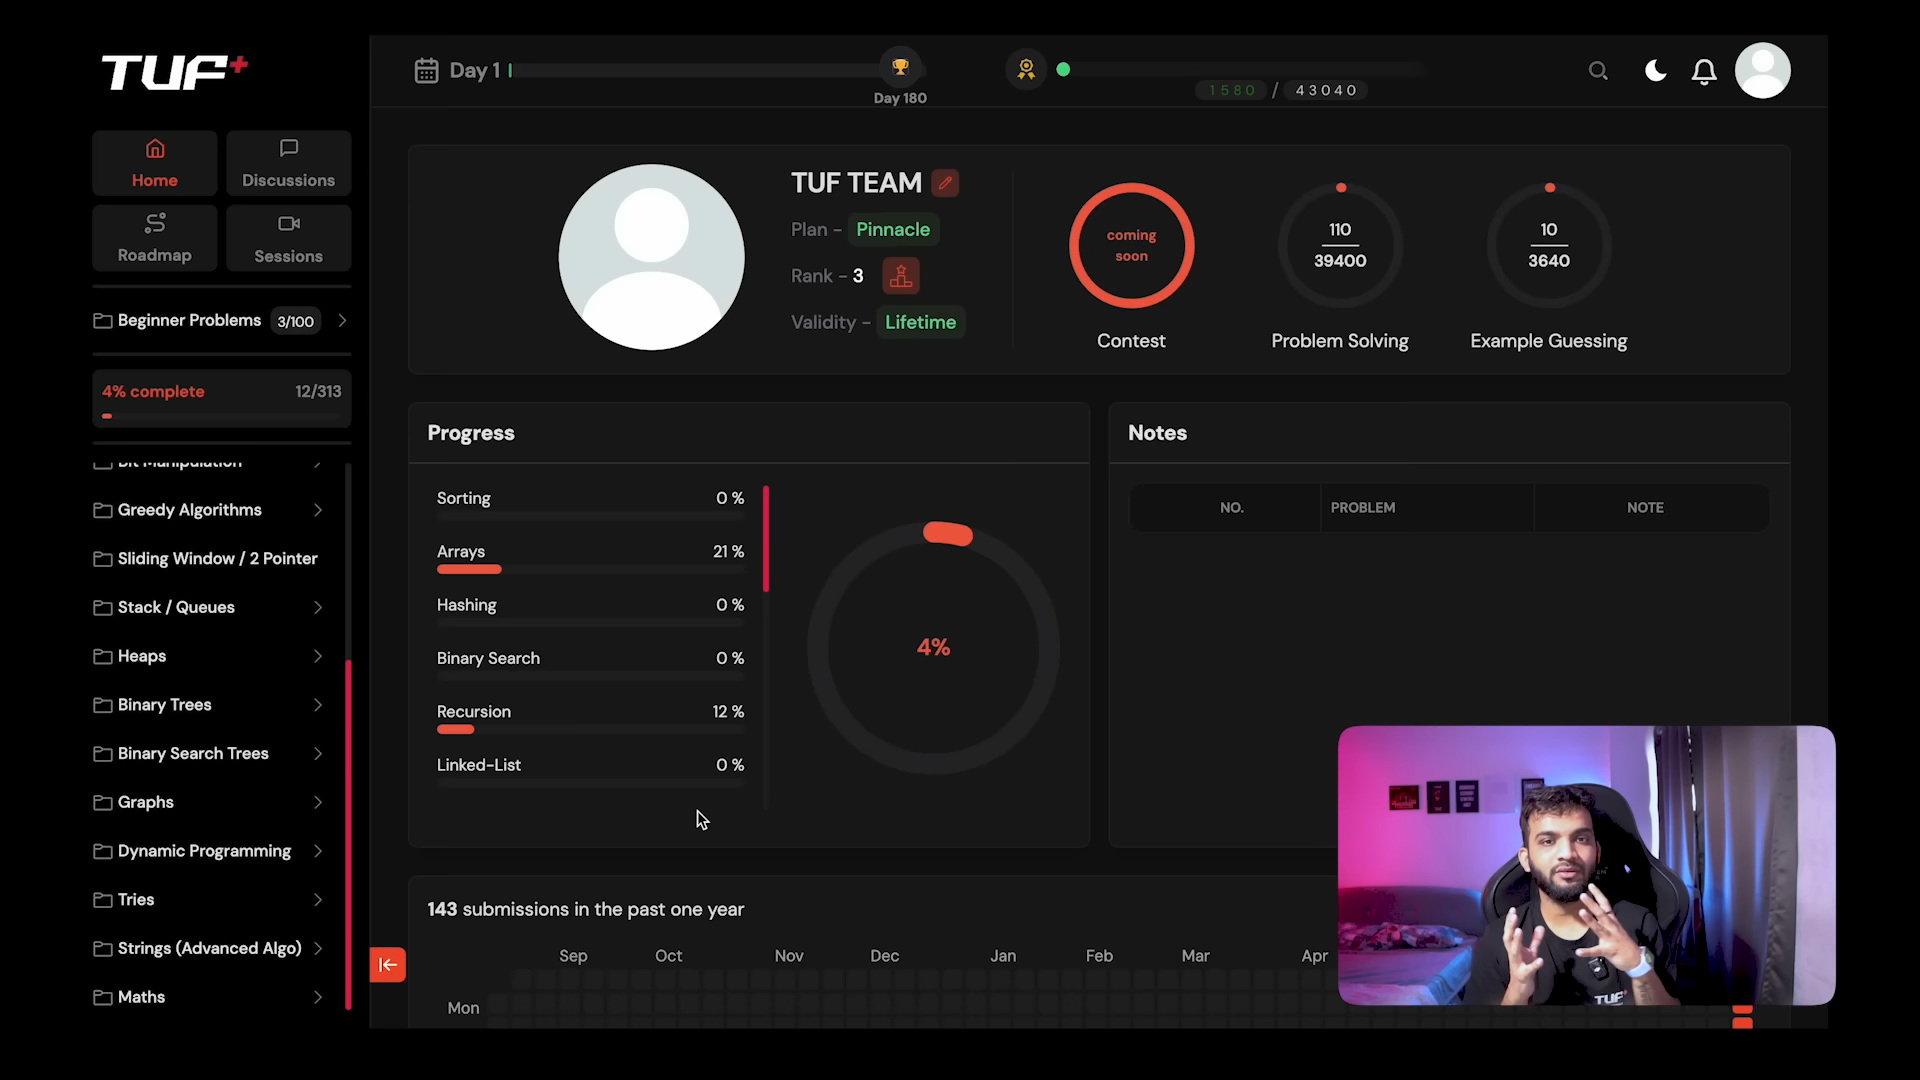 TUF+
Day 1
Day 180
1580 / 43040
Home
Discussions
Roadmap
Sessions
Beginner Problems 3/100
4% complete 12/313
Bit Manipulation
Greedy Algorithms
Sliding Window / 2 Pointer
Stack / Queues
Heaps
Binary Trees
Binary Search Trees
Graphs
Dynamic Programming
Tries
Strings (Advanced Algo)
Maths
TUF TEAM
Plan - Pinnacle
Rank - 3
Validity - Lifetime
coming
soon
Contest
110
39400
Problem Solving
10
3640
Example Guessing
Progress
Sorting 0 %
Arrays 21 %
Hashing 0 %
Binary Search 0 %
Recursion 12 %
Linked-List 0 %
4%
Notes
NO. PROBLEM NOTE
143 submissions in the past one year
Sep Oct Nov Dec Jan Feb Mar Apr
Mon
TUF+